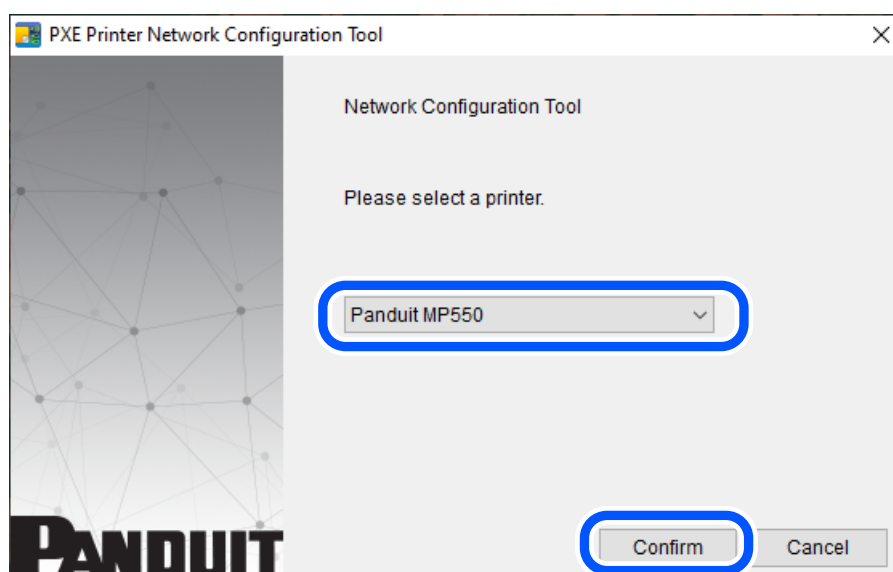 PXE Printer Network Configuration Tool
Network Configuration Tool
Please select a printer.
Panduit MP550
PANDUIT
Confirm
Cancel